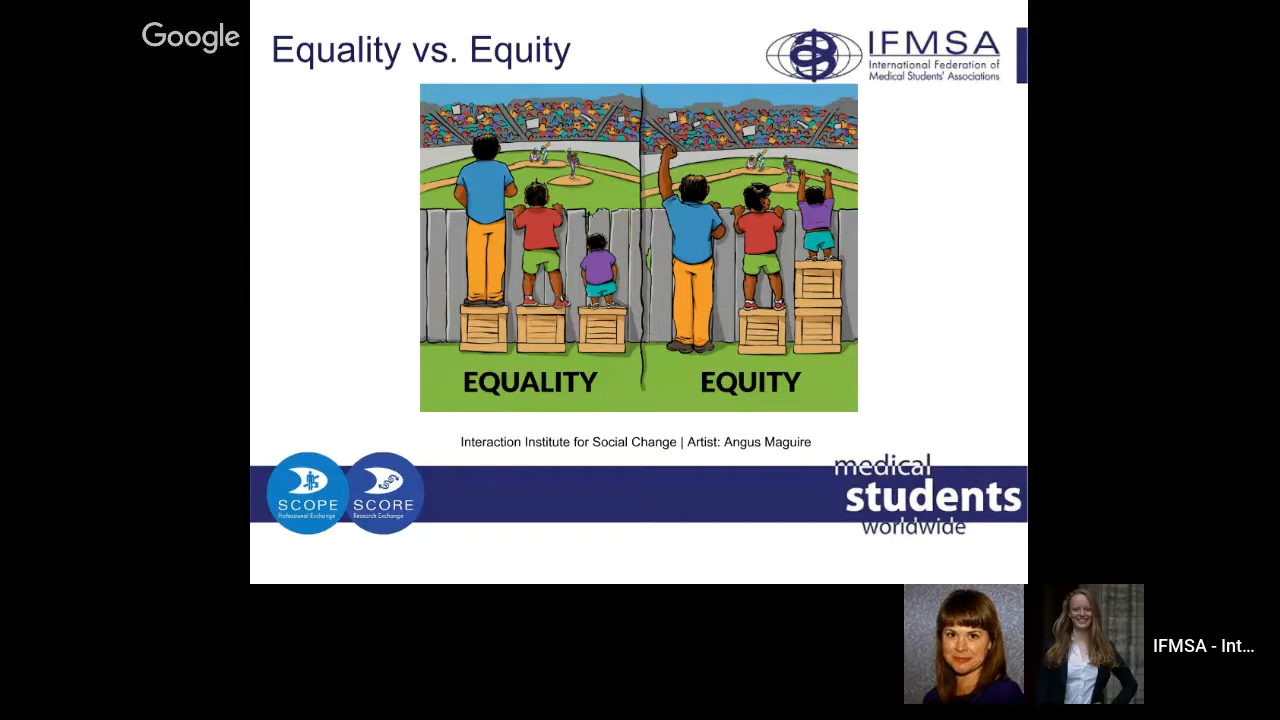 Google
Equality vs. Equity
IFMSA
International Federation of
Medical Students' Associations
EQUALITY
EQUITY
Interaction Institute for Social Change | Artist: Angus Maguire
SCOPE
Professional Exchange
SCORE
Research Exchange
medical
students
worldwide
IFMSA - Int...